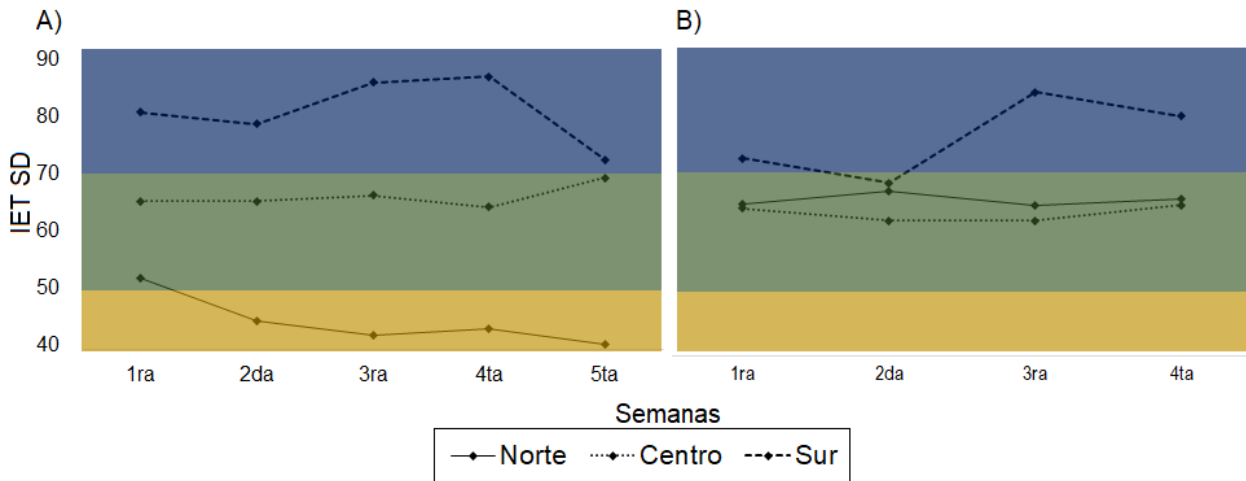 A)
B)
90
80
70
60
50
40
IET SD
1ra
2da
3ra
4ta
5ta
1ra
2da
3ra
4ta
Semanas
Norte
Centro
Sur